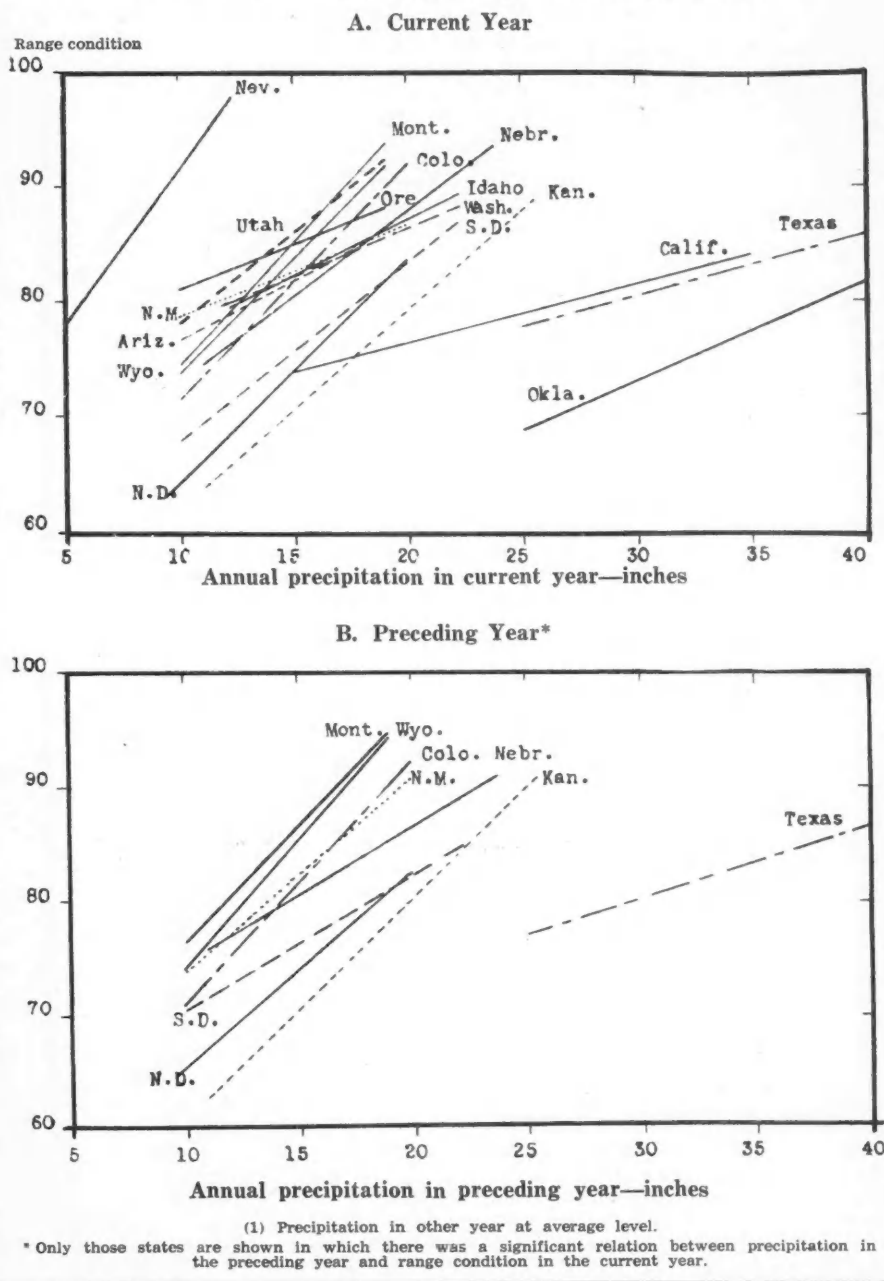 A. Current Year
Range condition
100
90
80
70
60
Nev.
Mont.
Nebr.
Colo.
Idaho
Ore
Kan.
Wash.
Utah
S.D.
Texas
Calif.
N.M.
Ariz.
Wyo.
Okla.
N.D.
5 10 15 20 25 30 35 40
Annual precipitation in current year—inches
B. Preceding Year*
100
90
80
70
60
Mont. Wyo.
Colo. Nebr.
N.M. Kan.
Texas
S.D.
N.D.
5 10 15 20 25 30 35 40
Annual precipitation in preceding year—inches
(1) Precipitation in other year at average level.
* Only those states are shown in which there was a significant relation between precipitation in
the preceding year and range condition in the current year.